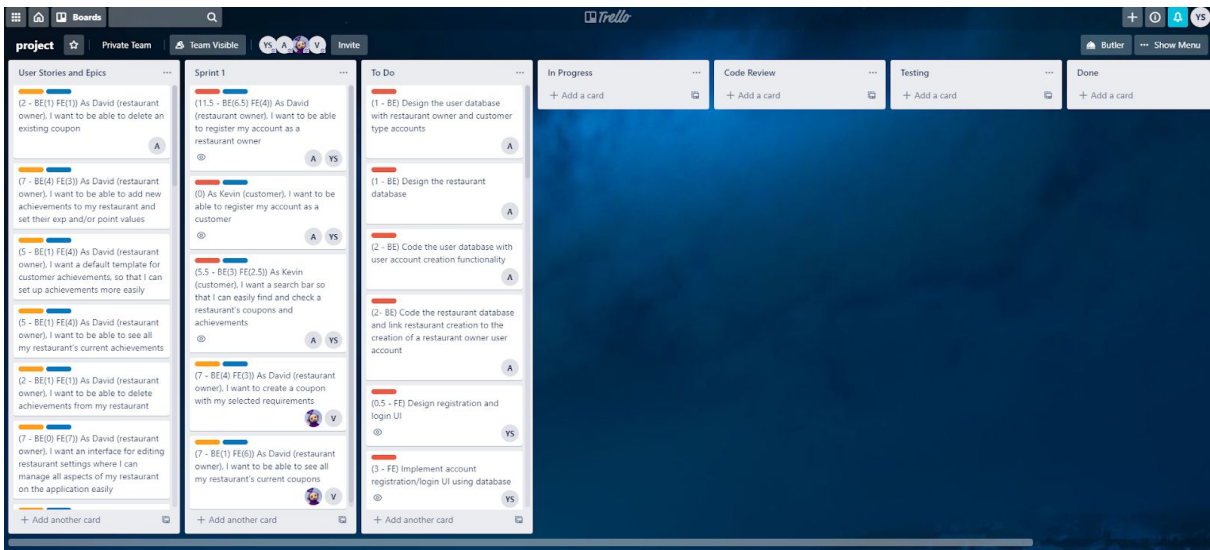 Boards
Trello
YS
project
Private Team
Team Visible
YS A V
Invite
Butler
... Show Menu
User Stories and Epics
(2 - BE(1) FE(1)) As David (restaurant
owner), I want to be able to delete an
existing coupon
A
(7 - BE(4) FE(3)) As David (restaurant
owner), I want to be able to add new
achievements to my restaurant and
set their exp and/or point values
(5 - BE(1) FE(4)) As David (restaurant
owner), I want a default template for
customer achievements, so that I can
set up achievements more easily
(5 - BE(1) FE(4)) As David (restaurant
owner), I want to be able to see all
my restaurant's current achievements
(2 - BE(1) FE(1)) As David (restaurant
owner), I want to be able to delete
achievements from my restaurant
(7 - BE(0) FE(7)) As David (restaurant
owner), I want an interface for editing
restaurant settings where I can
manage all aspects of my restaurant
on the application easily
+ Add another card
Sprint 1
(11.5 - BE(6.5) FE(4)) As David
(restaurant owner), I want to be able
to register my account as a
restaurant owner
A YS
(0) As Kevin (customer), I want to be
able to register my account as a
customer
A YS
(5.5 - BE(3) FE(2.5)) As Kevin
(customer), I want a search bar so
that I can easily find and check a
restaurant's coupons and
achievements
A YS
(7 - BE(4) FE(3)) As David (restaurant
owner), I want to create a coupon
with my selected requirements
V
(7 - BE(1) FE(6)) As David (restaurant
owner), I want to be able to see all
my restaurant's current coupons
V
+ Add another card
To Do
(1 - BE) Design the user database
with restaurant owner and customer
type accounts
A
(1 - BE) Design the restaurant
database
A
(2 - BE) Code the user database with
user account creation functionality
A
(2- BE) Code the restaurant database
and link restaurant creation to the
creation of a restaurant owner user
account
A
(0.5 - FE) Design registration and
login UI
YS
(3 - FE) Implement account
registration/login UI using database
YS
+ Add another card
In Progress
+ Add a card
Code Review
+ Add a card
Testing
+ Add a card
Done
+ Add a card